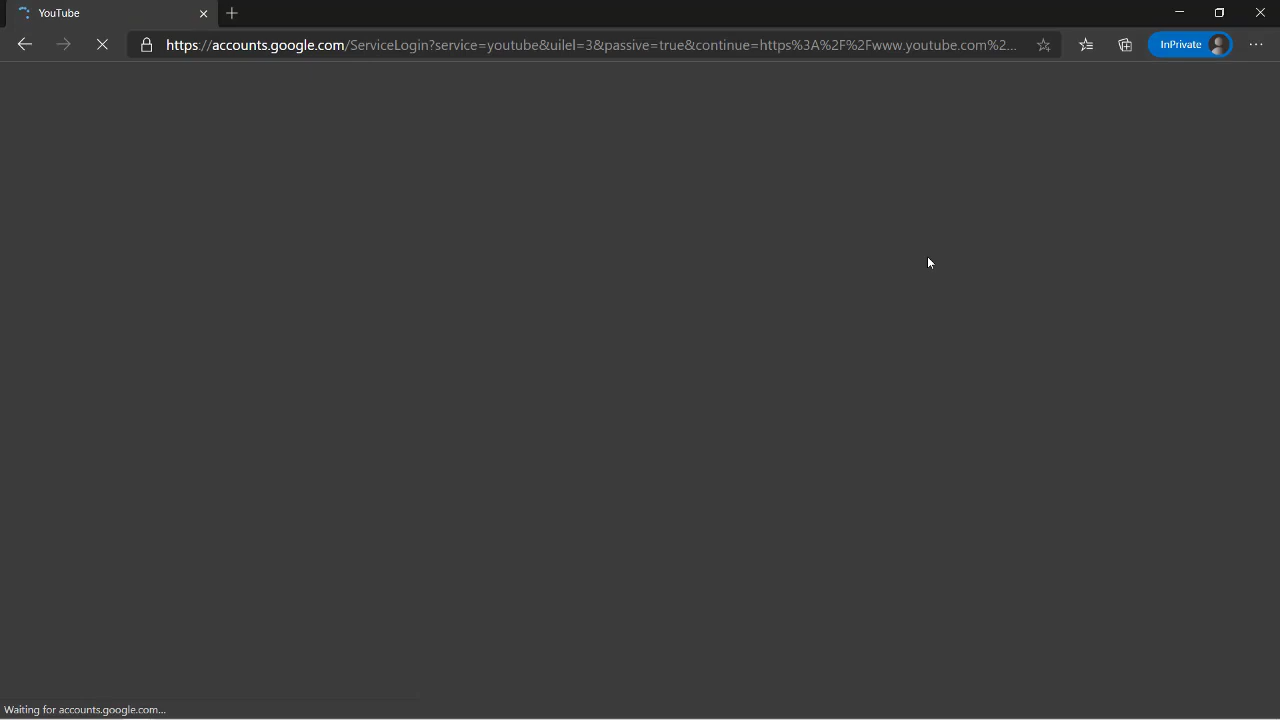 YouTube
https://accounts.google.com/ServiceLogin?service=youtube&uilel=3&passive=true&continue=https%3A%2F%2Fwww.youtube.com%2...
InPrivate
Waiting for accounts.google.com...